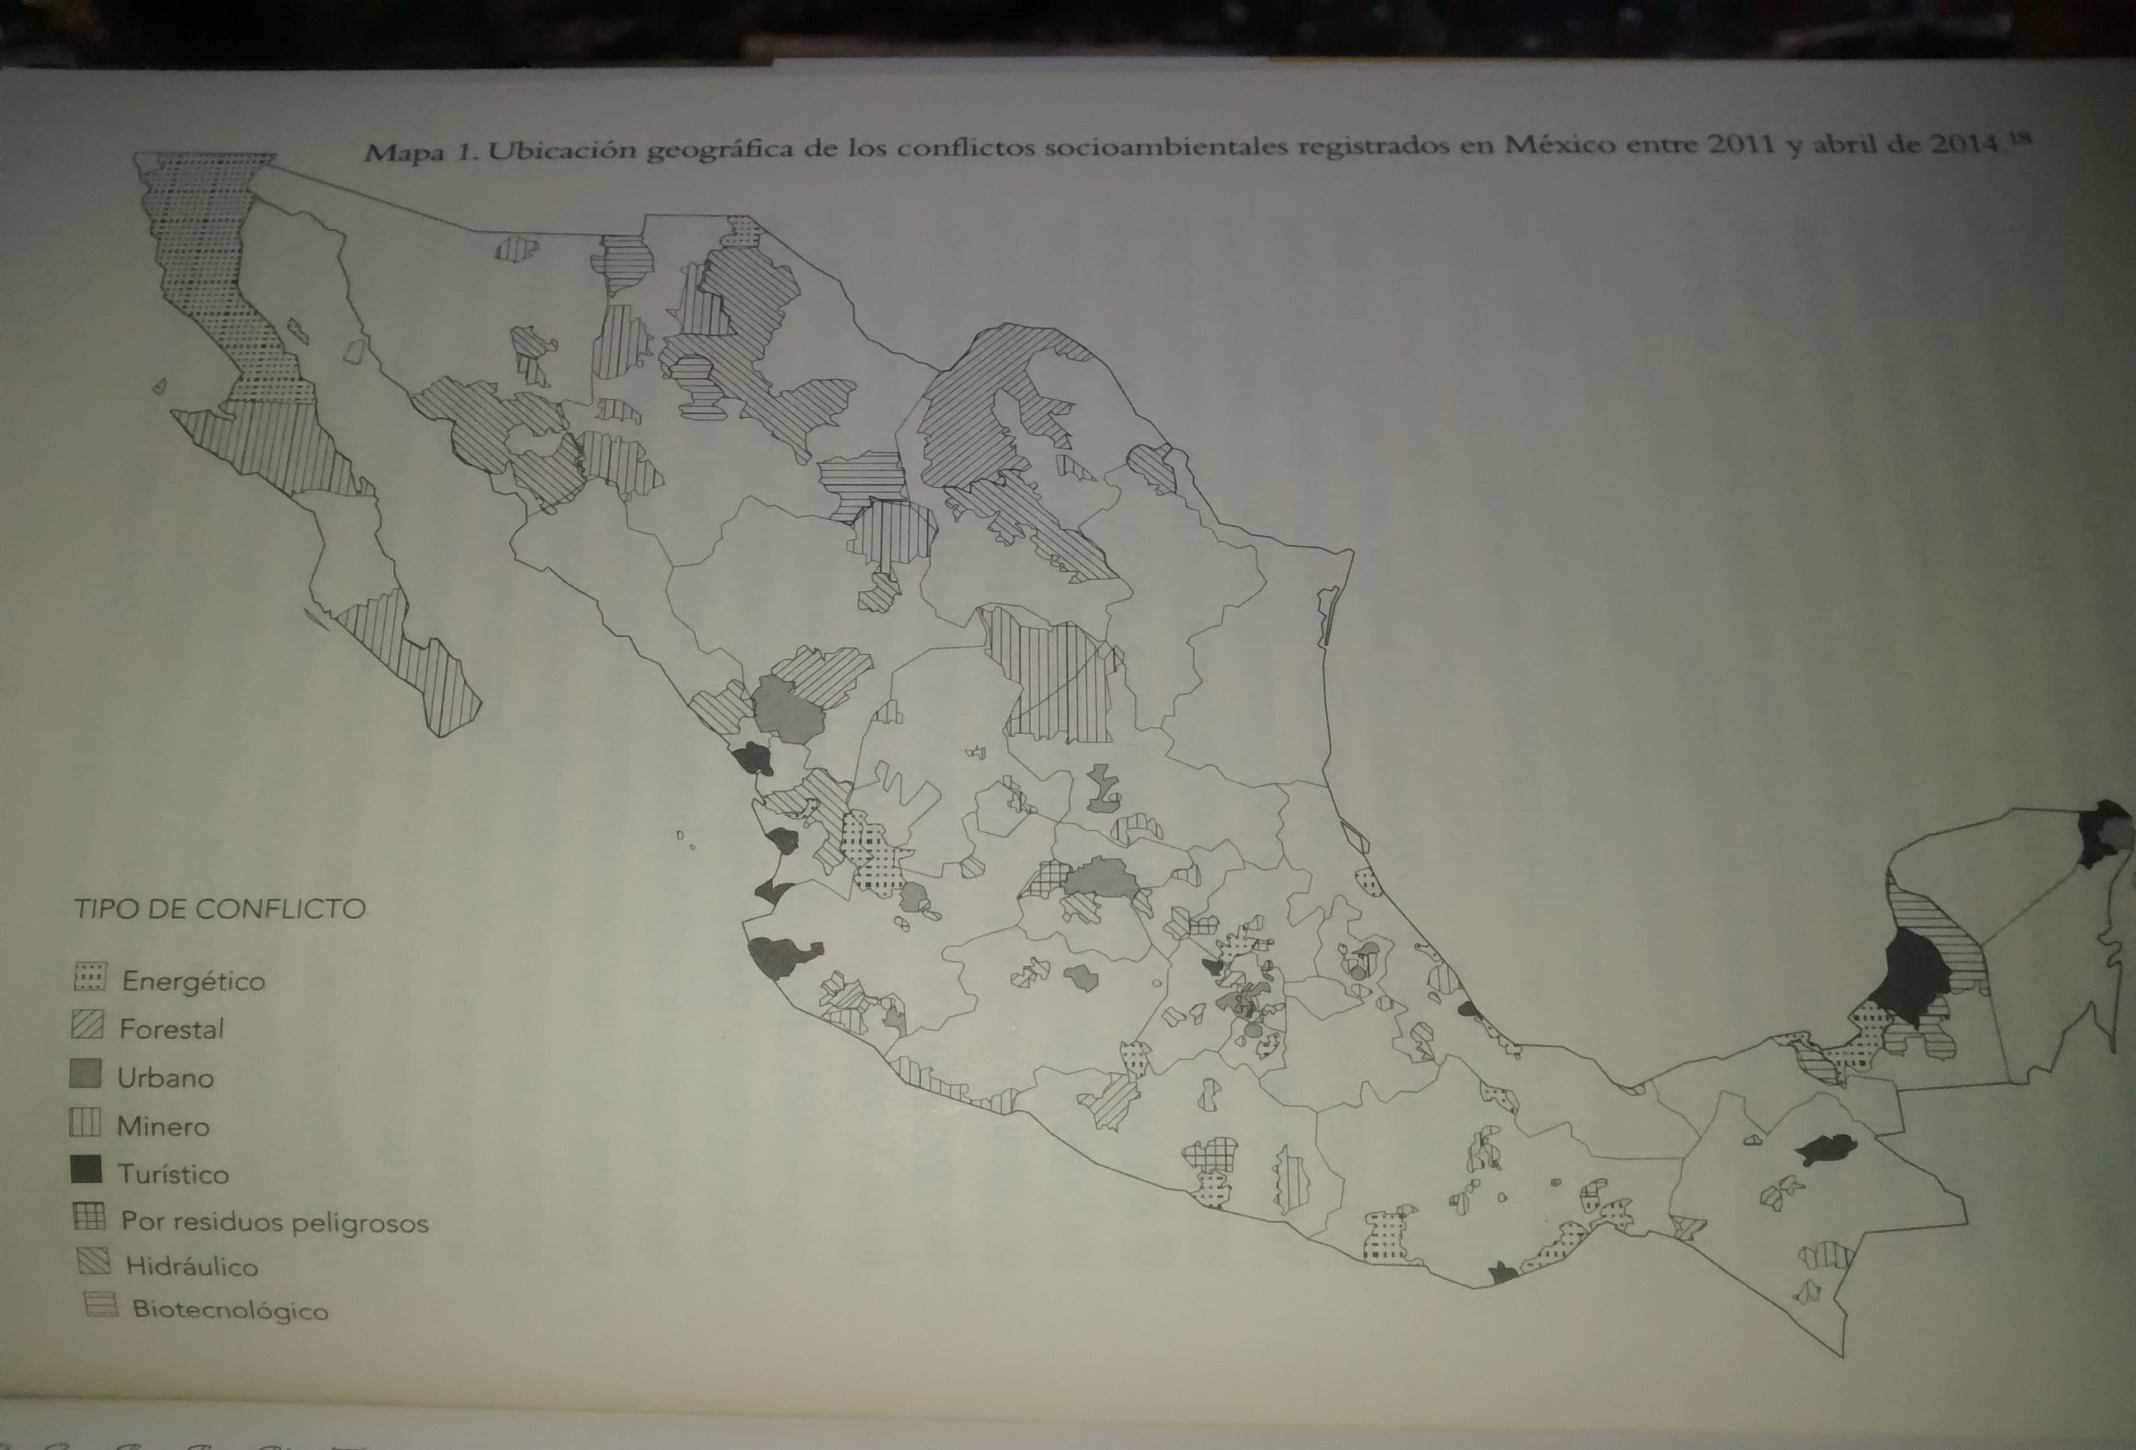 Mapa 1. Ubicación geográfica de los conflictos socioambientales registrados en México entre 2011 y abril de 2014.¹⁸
TIPO DE CONFLICTO
Energético
Forestal
Urbano
Minero
Turístico
Por residuos peligrosos
Hidráulico
Biotecnológico